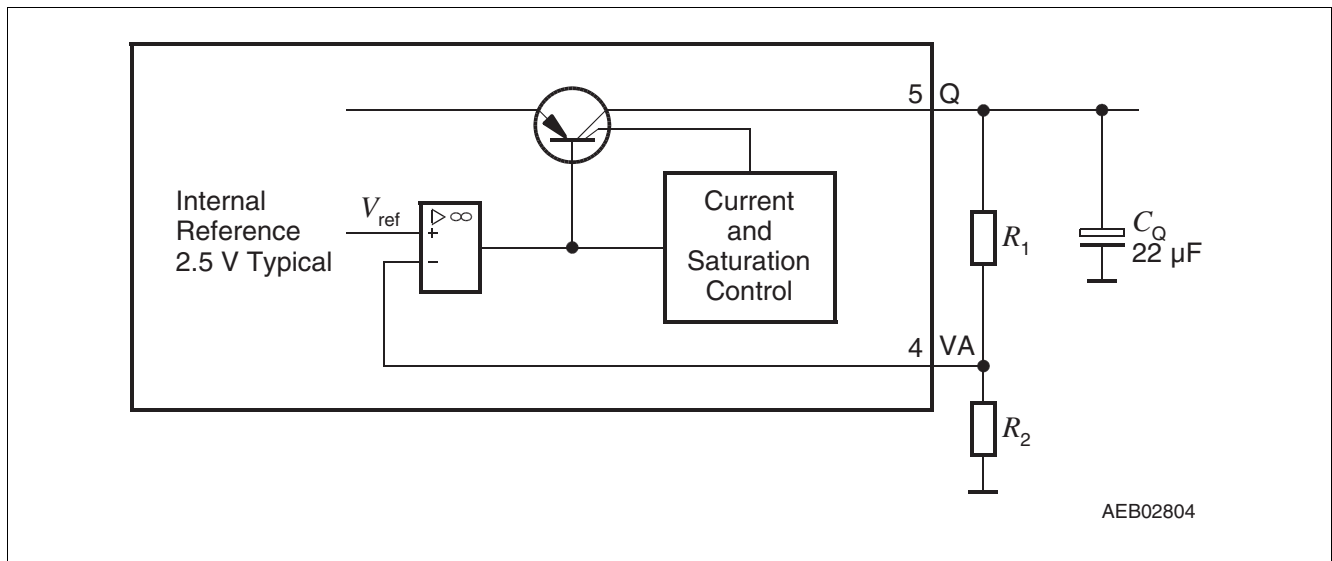 5 Q
Internal
Reference
2.5 V Typical
V_ref
▷ ∞
+
−
Current
and
Saturation
Control
R_1
C_Q
22 µF
4 VA
R_2
AEB02804